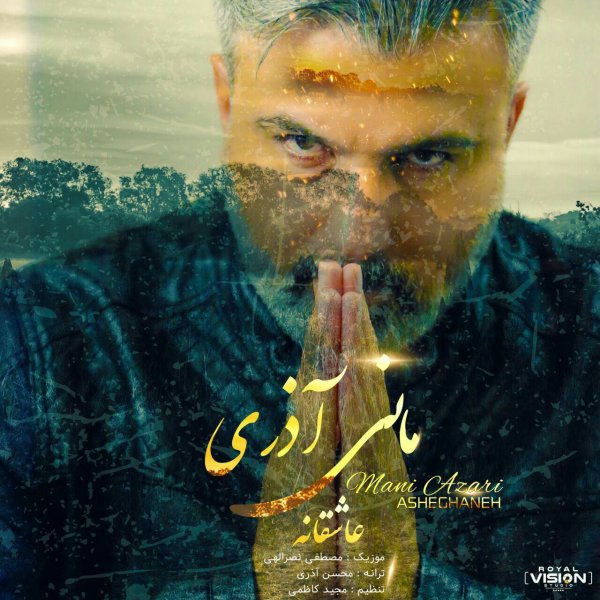 مانی آذری
Mani Azari
ASHEGHANEH
عاشقانه
موزیک : مصطفی نصرالهی
ترانه : محسن آذری
تنظیم : مجید کاظمی
ROYAL
[VISION]
STUDIO